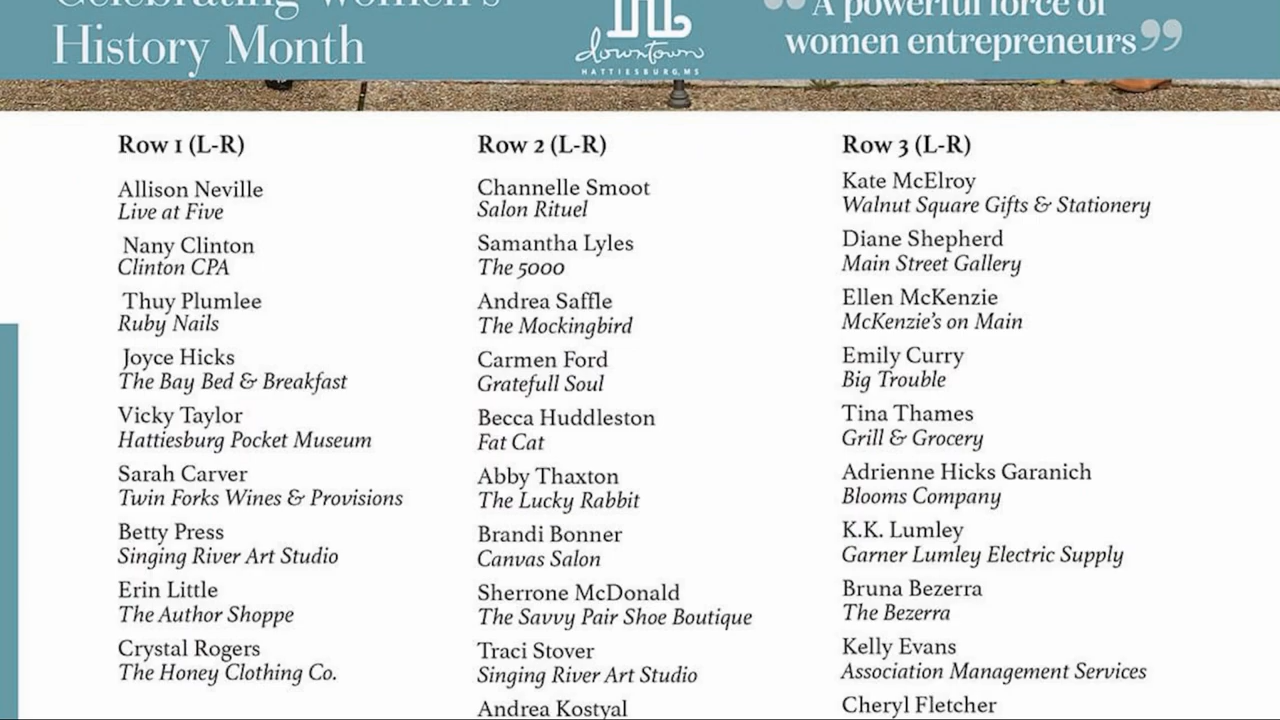 Celebrating Women's
History Month
downtown
HATTIESBURG, MS
“A powerful force of
women entrepreneurs”
Row 1 (L-R)
Allison Neville
Live at Five
Nany Clinton
Clinton CPA
Thuy Plumlee
Ruby Nails
Joyce Hicks
The Bay Bed & Breakfast
Vicky Taylor
Hattiesburg Pocket Museum
Sarah Carver
Twin Forks Wines & Provisions
Betty Press
Singing River Art Studio
Erin Little
The Author Shoppe
Crystal Rogers
The Honey Clothing Co.
Row 2 (L-R)
Channelle Smoot
Salon Rituel
Samantha Lyles
The 5000
Andrea Saffle
The Mockingbird
Carmen Ford
Gratefull Soul
Becca Huddleston
Fat Cat
Abby Thaxton
The Lucky Rabbit
Brandi Bonner
Canvas Salon
Sherrone McDonald
The Savvy Pair Shoe Boutique
Traci Stover
Singing River Art Studio
Andrea Kostyal
Row 3 (L-R)
Kate McElroy
Walnut Square Gifts & Stationery
Diane Shepherd
Main Street Gallery
Ellen McKenzie
McKenzie's on Main
Emily Curry
Big Trouble
Tina Thames
Grill & Grocery
Adrienne Hicks Garanich
Blooms Company
K.K. Lumley
Garner Lumley Electric Supply
Bruna Bezerra
The Bezerra
Kelly Evans
Association Management Services
Cheryl Fletcher